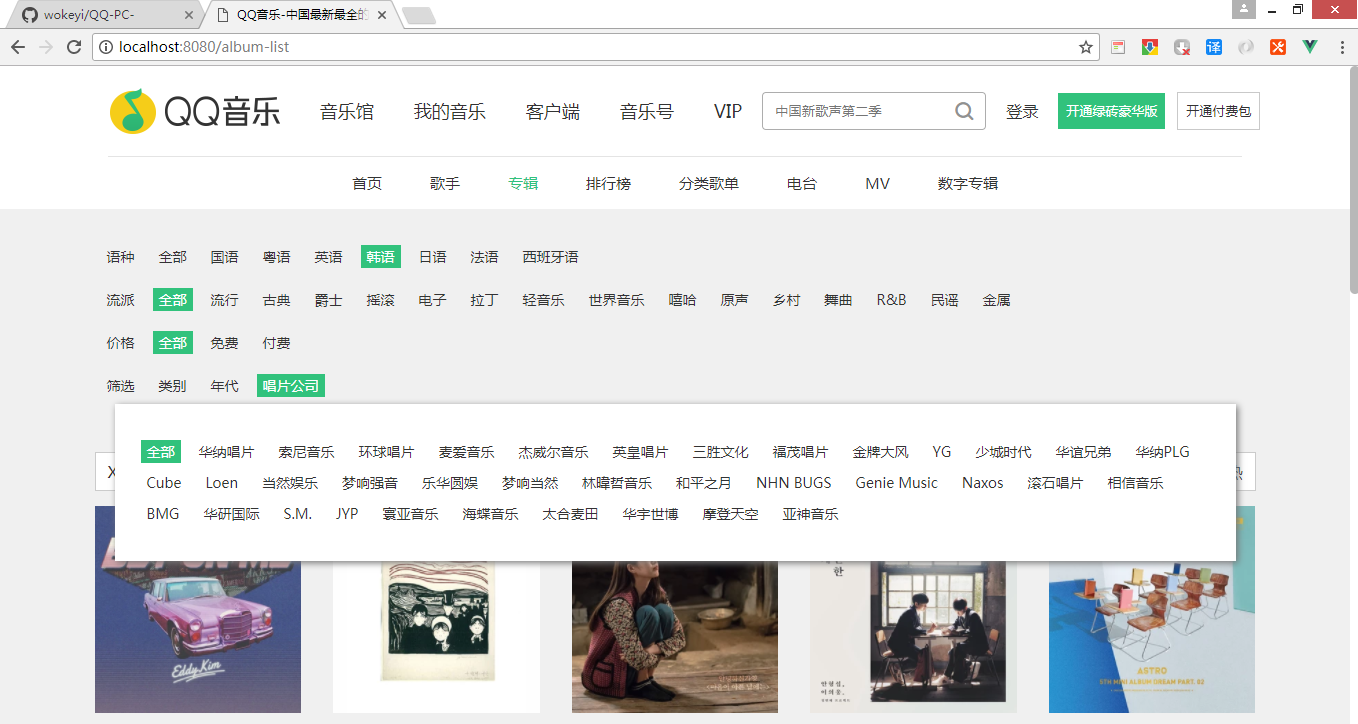 wokeyi/QQ-PC-
QQ音乐-中国最新最全的
localhost:8080/album-list
QQ音乐 音乐馆 我的音乐 客户端 音乐号 VIP 中国新歌声第二季 登录 开通绿砖豪华版 开通付费包
首页 歌手 专辑 排行榜 分类歌单 电台 MV 数字专辑
语种 全部 国语 粤语 英语 韩语 日语 法语 西班牙语
流派 全部 流行 古典 爵士 摇滚 电子 拉丁 轻音乐 世界音乐 嘻哈 原声 乡村 舞曲 R&B 民谣 金属
价格 全部 免费 付费
筛选 类别 年代 唱片公司
全部 华纳唱片 索尼音乐 环球唱片 麦爱音乐 杰威尔音乐 英皇唱片 三胜文化 福茂唱片 金牌大风 YG 少城时代 华谊兄弟 华纳PLG
Cube Loen 当然娱乐 梦响强音 乐华圆娱 梦响当然 林暐哲音乐 和平之月 NHN BUGS Genie Music Naxos 滚石唱片 相信音乐
BMG 华研国际 S.M. JYP 寰亚音乐 海蝶音乐 太合麦田 华宇世博 摩登天空 亚神音乐
X
Eddy Kim
ASTRO
5TH MINI ALBUM DREAM PART. 02